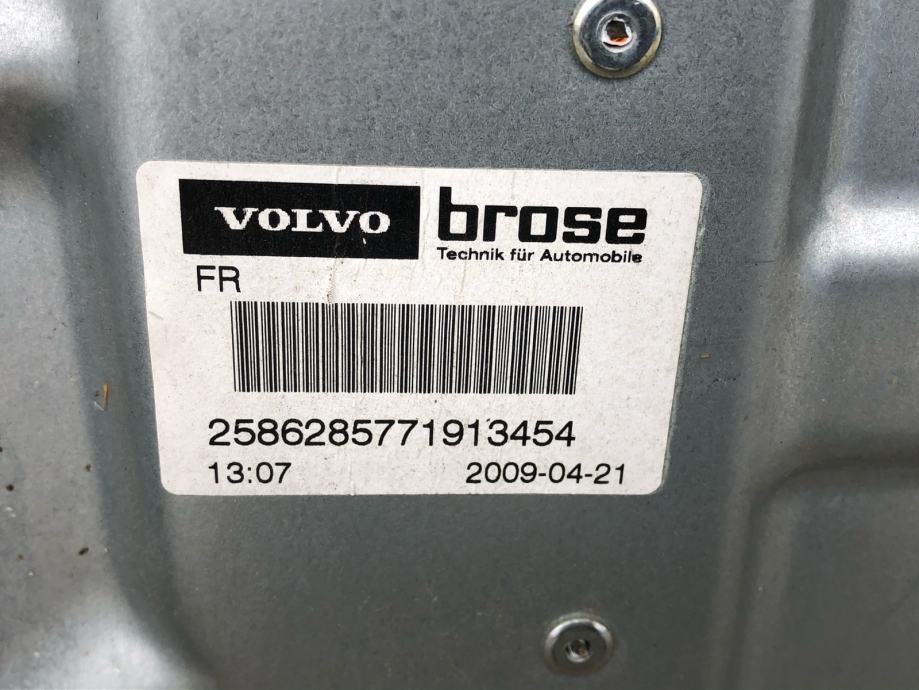 VOLVO brose
Technik für Automobile
FR
2586285771913454
13:07 2009-04-21